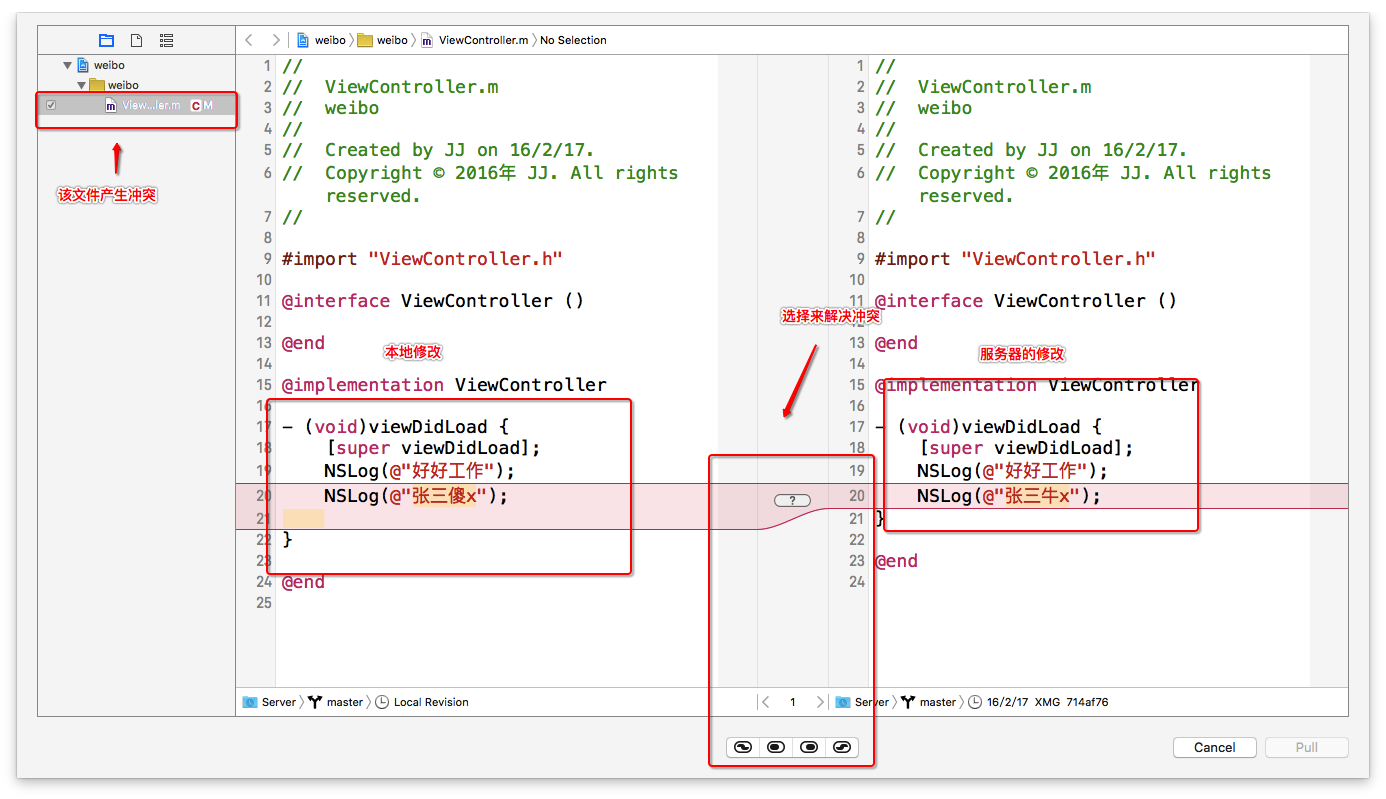 weibo 〉 weibo 〉 m ViewController.m 〉 No Selection
weibo
weibo
m View...ler.m C M
该文件产生冲突
1 //
2 //  ViewController.m
3 //  weibo
4 //
5 //  Created by JJ on 16/2/17.
6 //  Copyright © 2016年 JJ. All rights
reserved.
7 //
8
9 #import "ViewController.h"
10
11 @interface ViewController ()
12
13 @end
14
本地修改
15 @implementation ViewController
16
17 - (void)viewDidLoad {
18     [super viewDidLoad];
19     NSLog(@"好好工作");
20     NSLog(@"张三傻x");
21
22 }
23
24 @end
25
选择来解决冲突
?
1 //
2 //  ViewController.m
3 //  weibo
4 //
5 //  Created by JJ on 16/2/17.
6 //  Copyright © 2016年 JJ. All rights
reserved.
7 //
8
9 #import "ViewController.h"
10
11 @interface ViewController ()
12
13 @end
14
服务器的修改
15 @implementation ViewController
16
17 - (void)viewDidLoad {
18     [super viewDidLoad];
19     NSLog(@"好好工作");
20     NSLog(@"张三牛x");
21 }
22
23 @end
24
Server 〉 master 〉 Local Revision
1
Server 〉 master 〉 16/2/17 XMG 714af76
Cancel
Pull